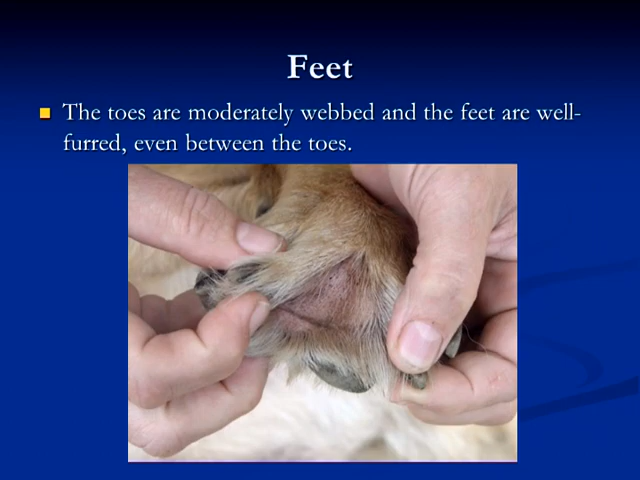 Feet
The toes are moderately webbed and the feet are well-
furred, even between the toes.